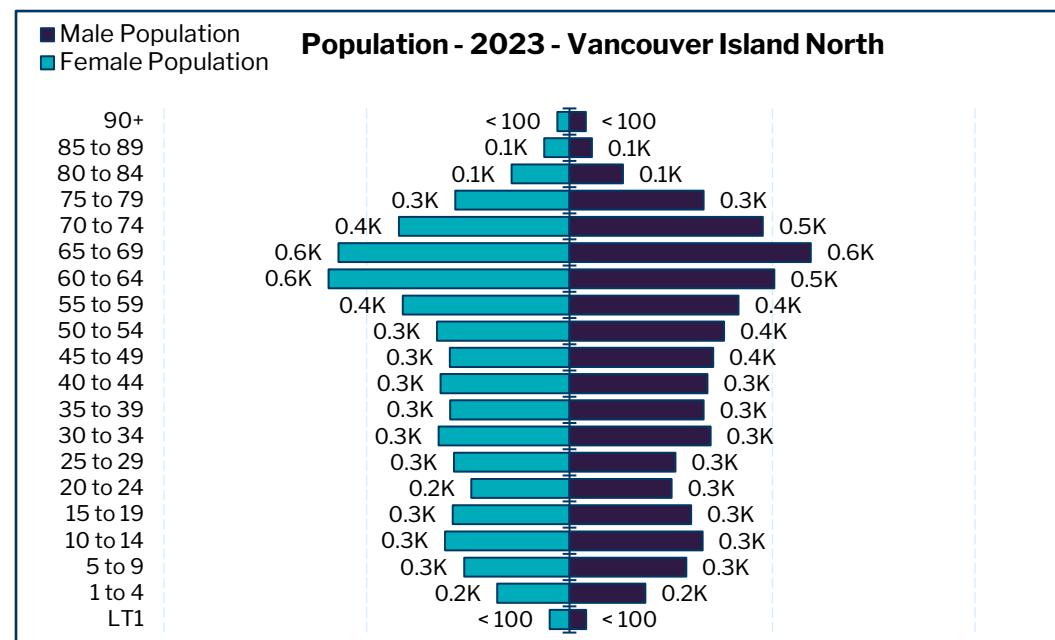 Male Population
Female Population
Population - 2023 - Vancouver Island North
90+ < 100 < 100
85 to 89 0.1K 0.1K
80 to 84 0.1K 0.1K
75 to 79 0.3K 0.3K
70 to 74 0.4K 0.5K
65 to 69 0.6K 0.6K
60 to 64 0.6K 0.5K
55 to 59 0.4K 0.4K
50 to 54 0.3K 0.4K
45 to 49 0.3K 0.4K
40 to 44 0.3K 0.3K
35 to 39 0.3K 0.3K
30 to 34 0.3K 0.3K
25 to 29 0.3K 0.3K
20 to 24 0.2K 0.3K
15 to 19 0.3K 0.3K
10 to 14 0.3K 0.3K
5 to 9 0.3K 0.3K
1 to 4 0.2K 0.2K
LT1 < 100 < 100